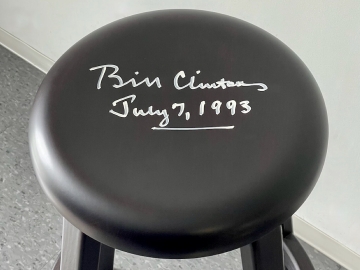 Bill Clinton
July 7, 1993